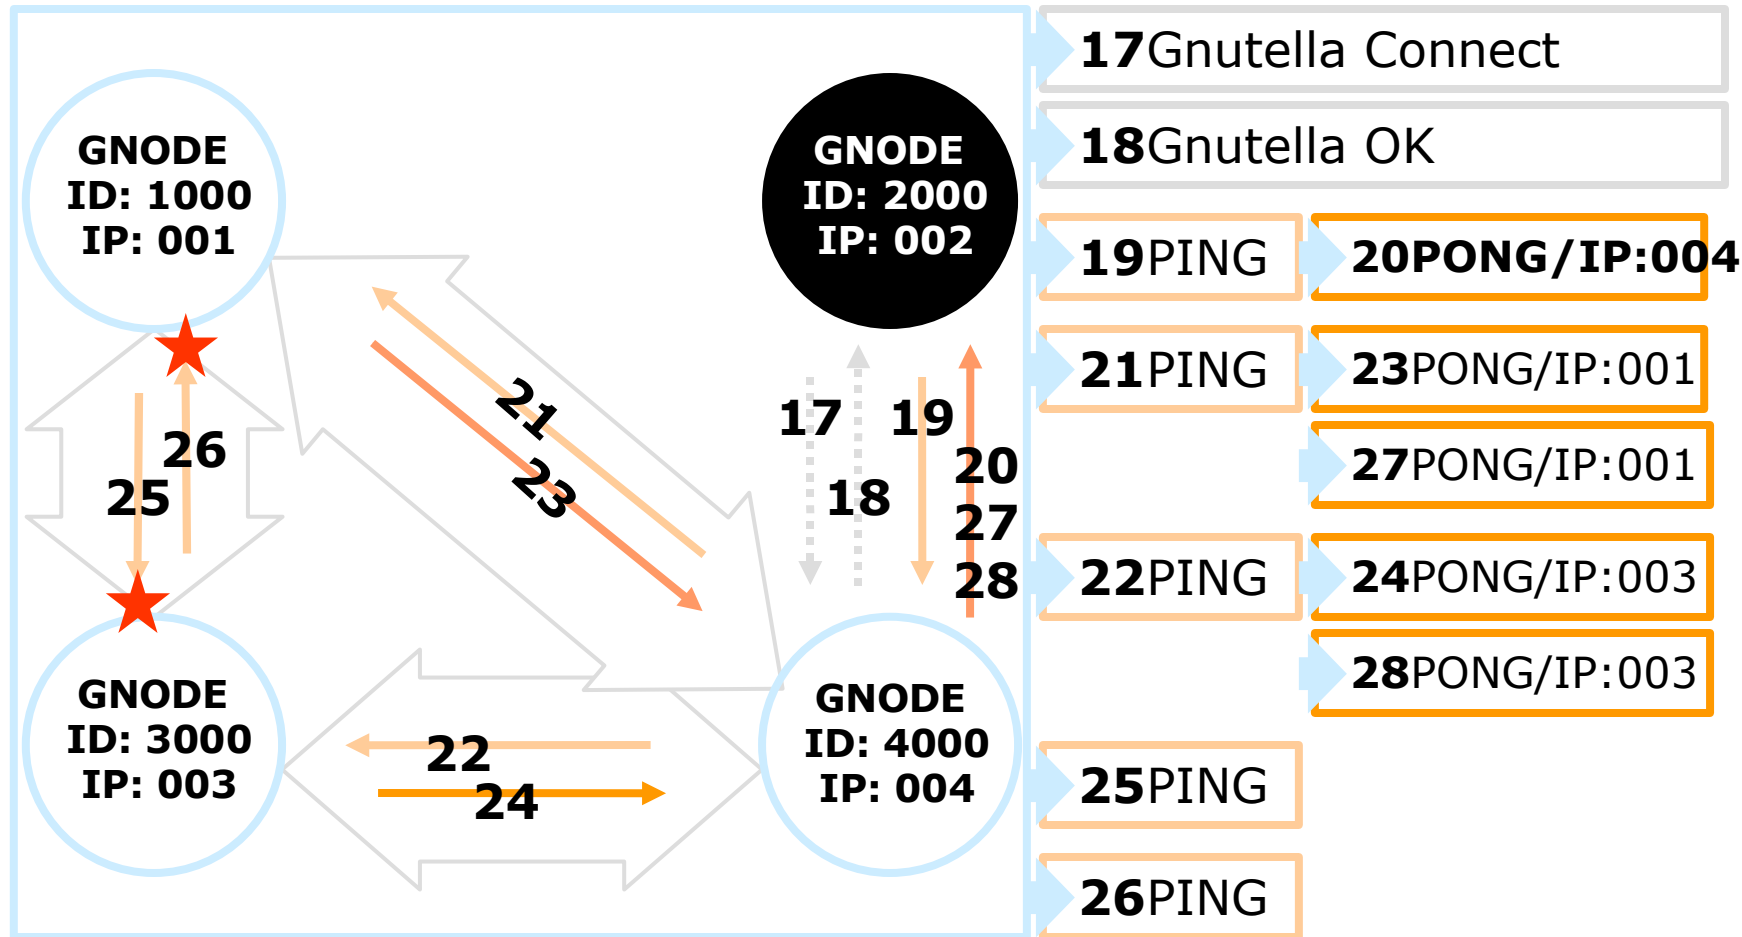 GNODE
ID: 1000
IP: 001
GNODE
ID: 2000
IP: 002
21
23
17
18
19
20
27
28
25
26
GNODE
ID: 3000
IP: 003
22
24
GNODE
ID: 4000
IP: 004
17Gnutella Connect
18Gnutella OK
19PING
20PONG/IP:004
21PING
23PONG/IP:001
27PONG/IP:001
22PING
24PONG/IP:003
28PONG/IP:003
25PING
26PING